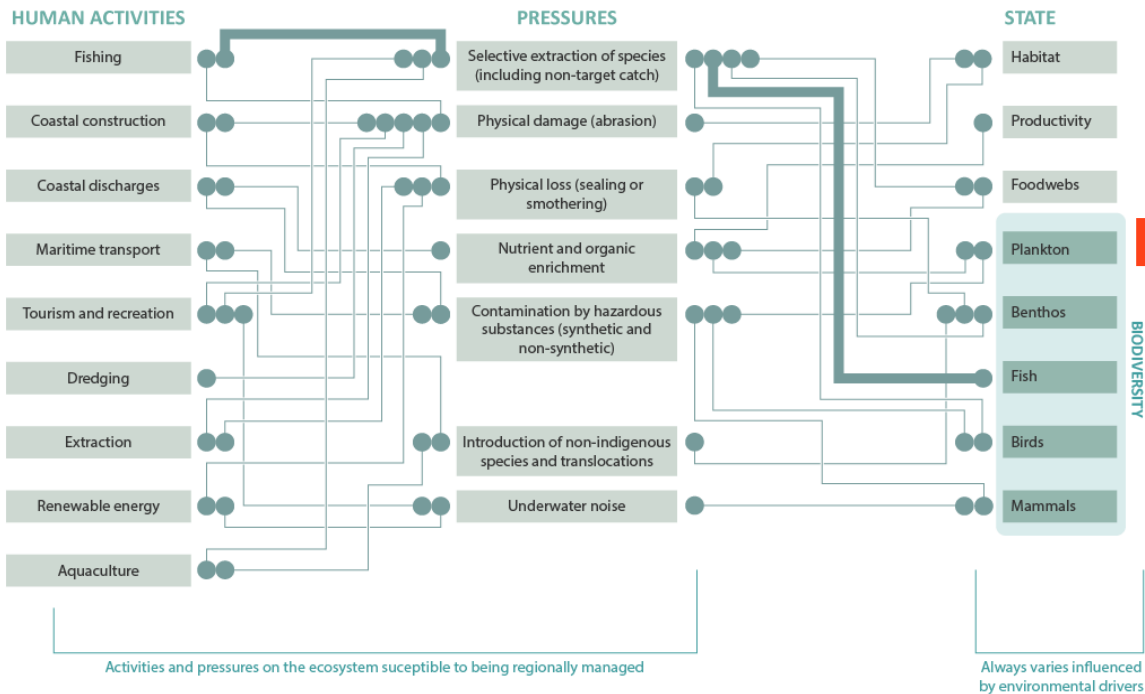 HUMAN ACTIVITIES
PRESSURES
STATE
Fishing
Coastal construction
Coastal discharges
Maritime transport
Tourism and recreation
Dredging
Extraction
Renewable energy
Aquaculture
Selective extraction of species
(including non-target catch)
Physical damage (abrasion)
Physical loss (sealing or
smothering)
Nutrient and organic
enrichment
Contamination by hazardous
substances (synthetic and
non-synthetic)
Introduction of non-indigenous
species and translocations
Underwater noise
Habitat
Productivity
Foodwebs
Plankton
Benthos
Fish
Birds
Mammals
BIODIVERSITY
Activities and pressures on the ecosystem suceptible to being regionally managed
Always varies influenced
by environmental drivers